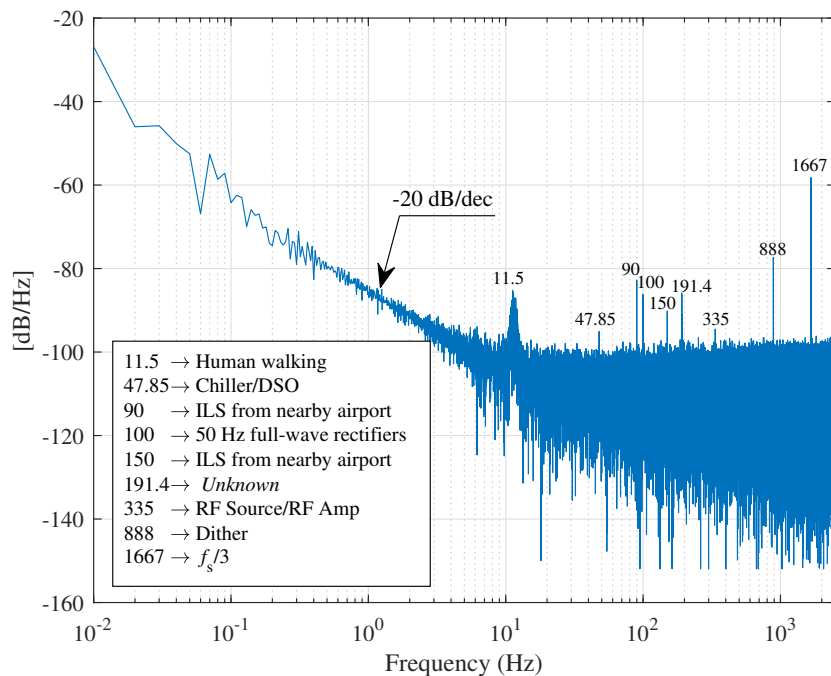 -20
-40
-60
-80
-100
-120
-140
-160
[dB/Hz]
-20 dB/dec
11.5
47.85
90
100
150
191.4
335
888
1667
11.5 → Human walking
47.85→ Chiller/DSO
90 → ILS from nearby airport
100 → 50 Hz full-wave rectifiers
150 → ILS from nearby airport
191.4→ Unknown
335 → RF Source/RF Amp
888 → Dither
1667 → fs/3
10-2 10-1 100 101 102 103
Frequency (Hz)